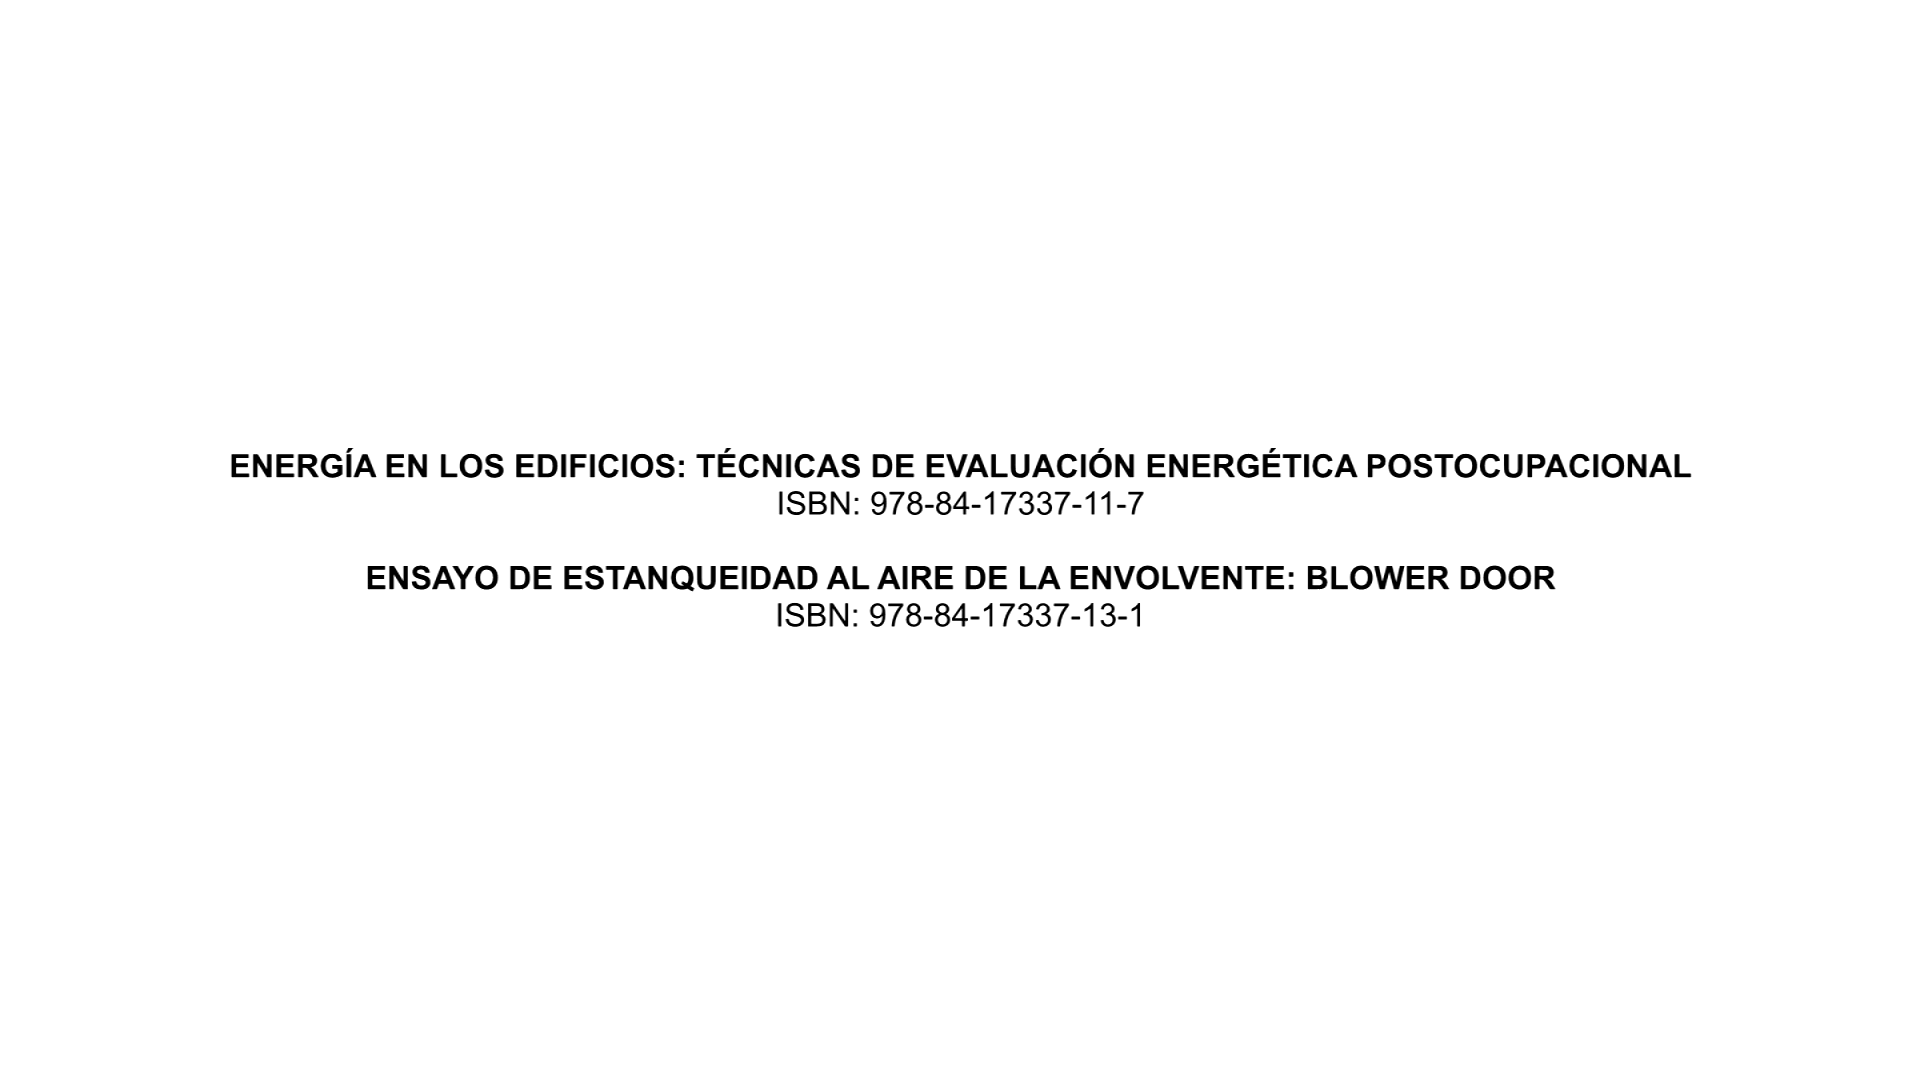 ENERGÍA EN LOS EDIFICIOS: TÉCNICAS DE EVALUACIÓN ENERGÉTICA POSTOCUPACIONAL
ISBN: 978-84-17337-11-7
ENSAYO DE ESTANQUEIDAD AL AIRE DE LA ENVOLVENTE: BLOWER DOOR
ISBN: 978-84-17337-13-1